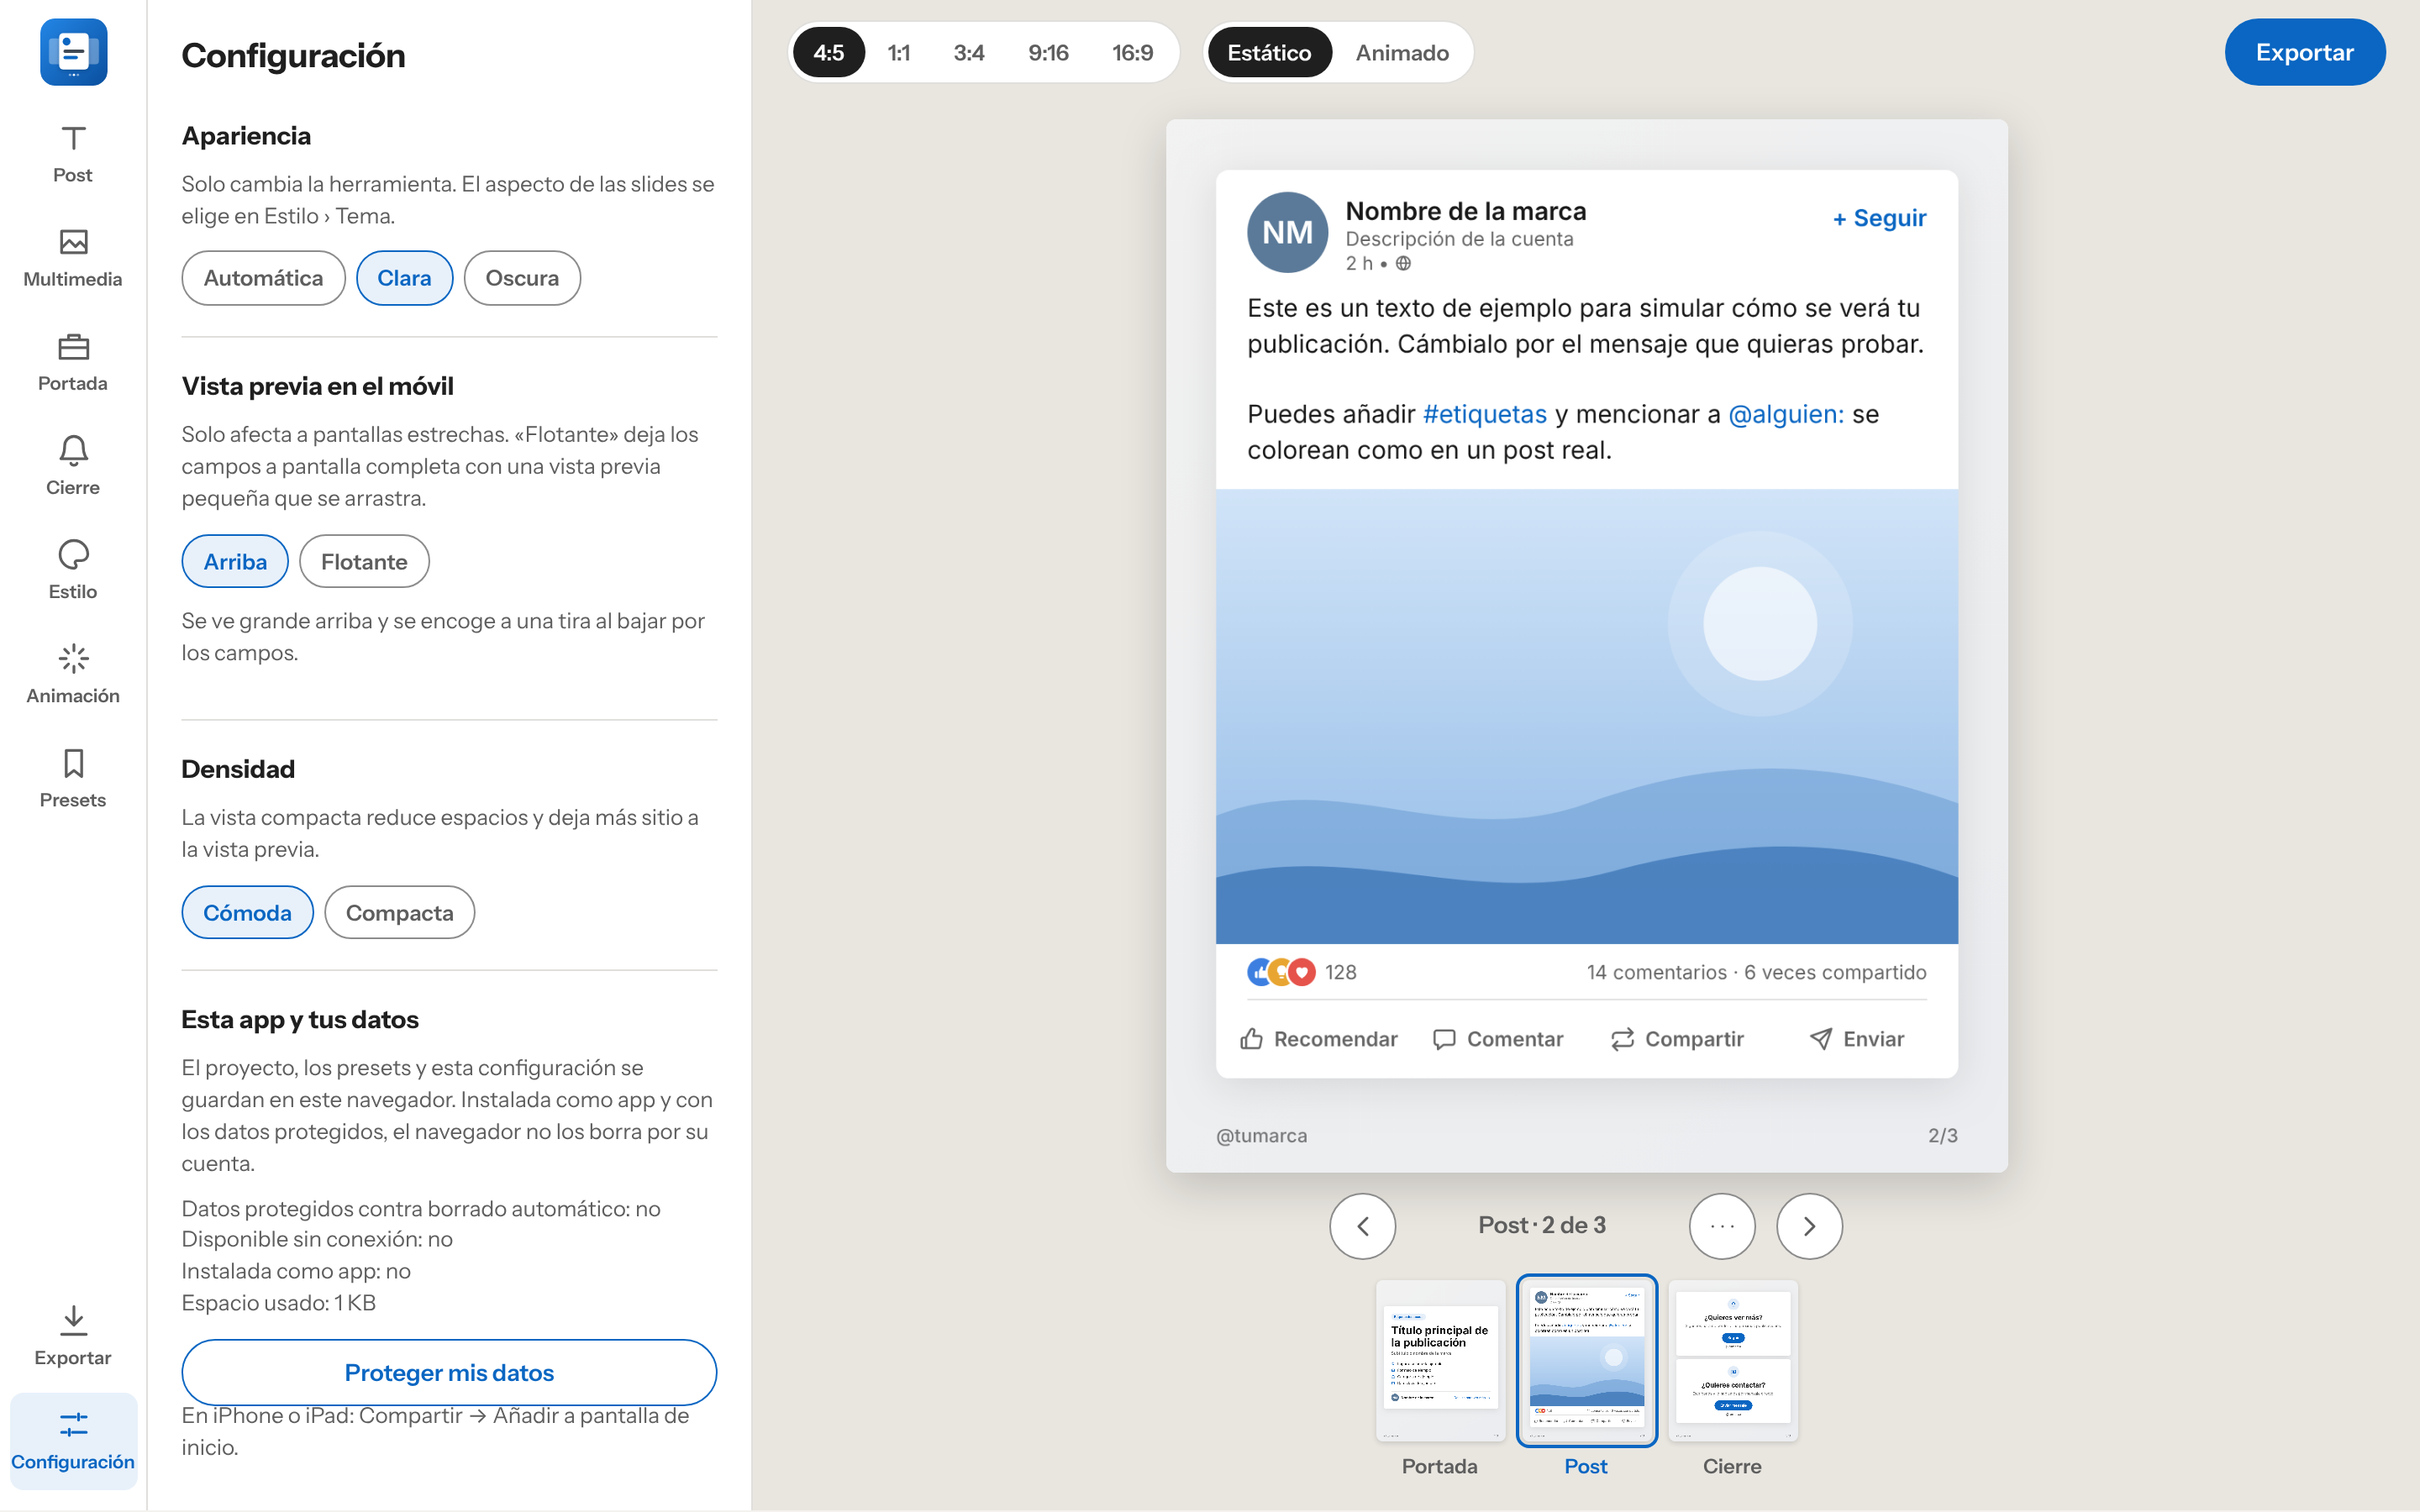 Configuración
Post
Multimedia
Portada
Cierre
Estilo
Animación
Presets
Exportar
Configuración
Apariencia
Solo cambia la herramienta. El aspecto de las slides se
elige en Estilo › Tema.
Automática
Clara
Oscura
Vista previa en el móvil
Solo afecta a pantallas estrechas. «Flotante» deja los
campos a pantalla completa con una vista previa
pequeña que se arrastra.
Arriba
Flotante
Se ve grande arriba y se encoge a una tira al bajar por
los campos.
Densidad
La vista compacta reduce espacios y deja más sitio a
la vista previa.
Cómoda
Compacta
Esta app y tus datos
El proyecto, los presets y esta configuración se
guardan en este navegador. Instalada como app y con
los datos protegidos, el navegador no los borra por su
cuenta.
Datos protegidos contra borrado automático: no
Disponible sin conexión: no
Instalada como app: no
Espacio usado: 1 KB
Proteger mis datos
En iPhone o iPad: Compartir → Añadir a pantalla de
inicio.
4:5
1:1
3:4
9:16
16:9
Estático
Animado
Exportar
NM
Nombre de la marca
Descripción de la cuenta
2 h •
+ Seguir
Este es un texto de ejemplo para simular cómo se verá tu
publicación. Cámbialo por el mensaje que quieras probar.
Puedes añadir #etiquetas y mencionar a @alguien: se
colorean como en un post real.
128
14 comentarios · 6 veces compartido
Recomendar
Comentar
Compartir
Enviar
@tumarca
2/3
Post · 2 de 3
Título principal de
la publicación
¿Quieres ver más?
¿Quieres contactar?
Portada
Post
Cierre